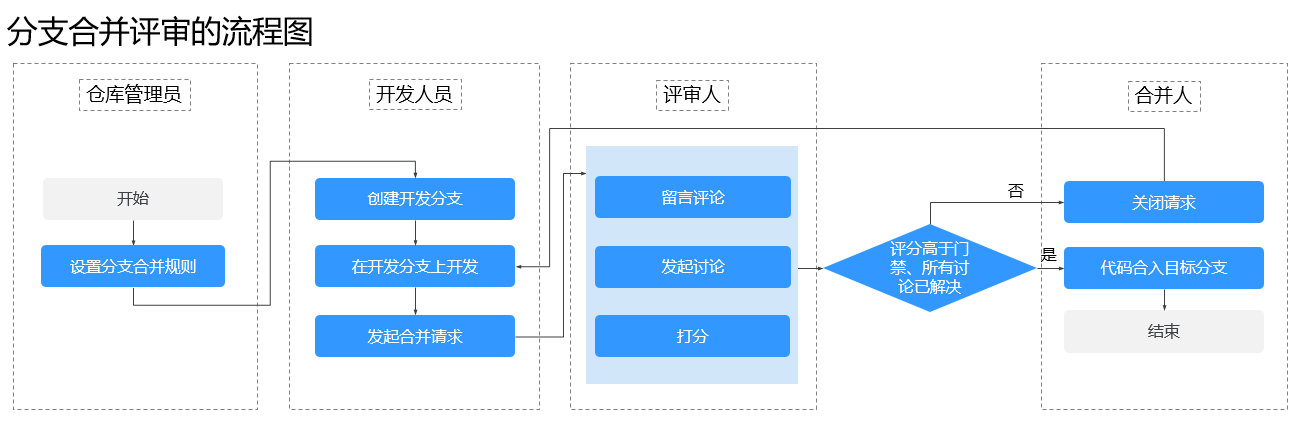 分支合并评审的流程图
仓库管理员
开始
设置分支合并规则
开发人员
创建开发分支
在开发分支上开发
发起合并请求
评审人
留言评论
发起讨论
打分
评分高于门
禁、所有讨
论已解决
否
是
合并人
关闭请求
代码合入目标分支
结束